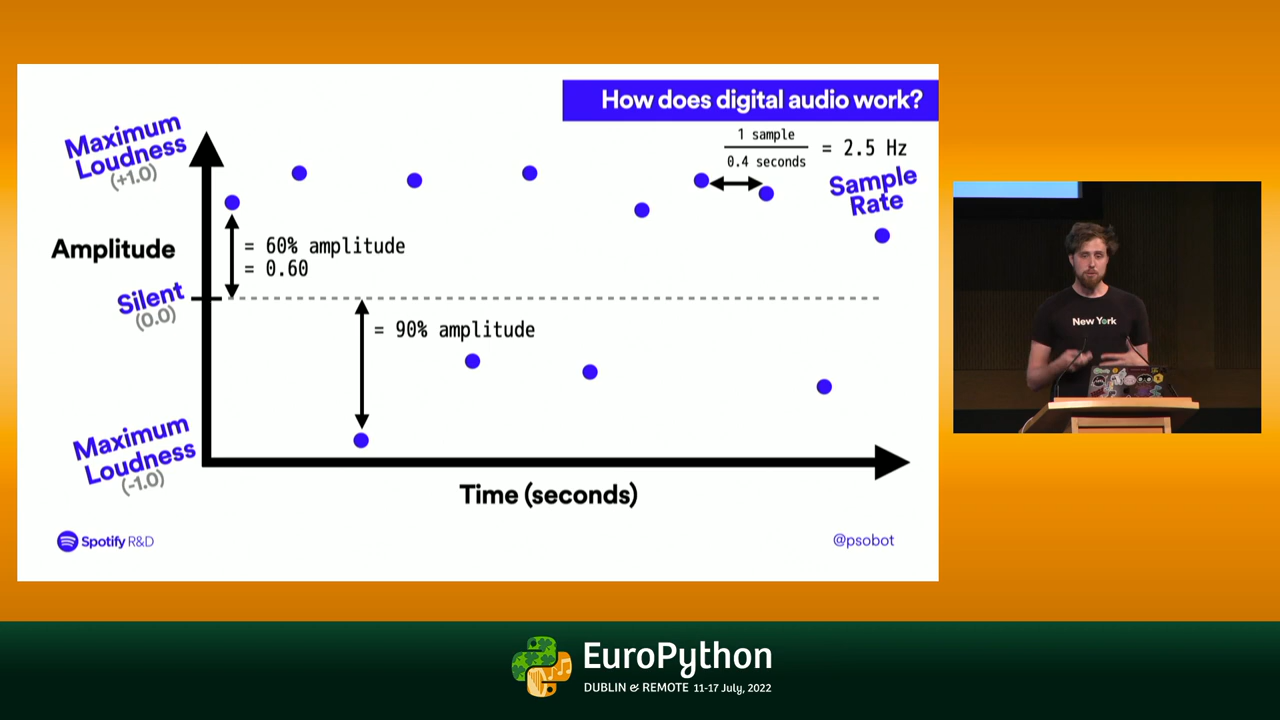 How does digital audio work?
Maximum
Loudness
(+1.0)
1 sample
0.4 seconds
= 2.5 Hz
Sample
Rate
Amplitude
= 60% amplitude
= 0.60
Silent
(0.0)
= 90% amplitude
Maximum
Loudness
(-1.0)
Time (seconds)
Spotify R&D
@psobot
New York
EuroPython
DUBLIN & REMOTE 11-17 July, 2022